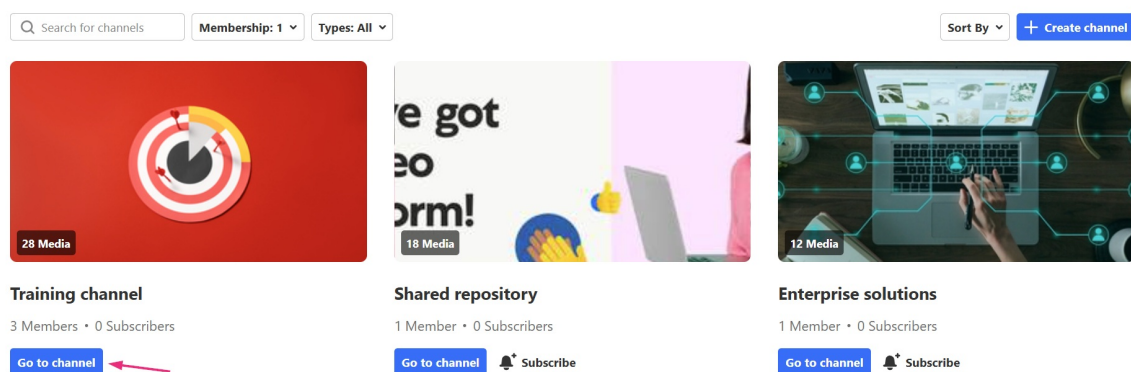 Search for channels
Membership: 1
Types: All
Sort By
+ Create channel
e got
eo
orm!
28 Media
18 Media
12 Media
Training channel
Shared repository
Enterprise solutions
3 Members • 0 Subscribers
1 Member • 0 Subscribers
1 Member • 0 Subscribers
Go to channel
Go to channel
Subscribe
Go to channel
Subscribe